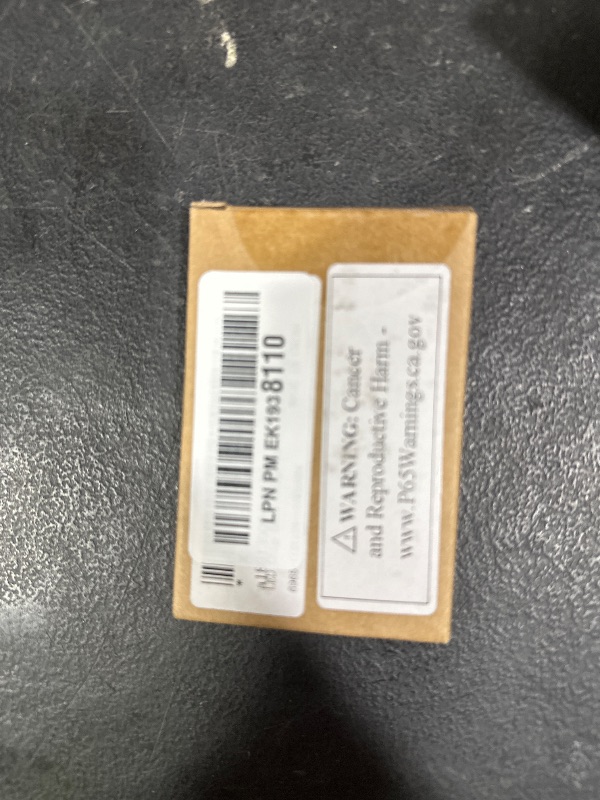 LPN PM EK1938110
⚠WARNING: Cancer
and Reproductive Harm -
www.P65Warnings.ca.gov